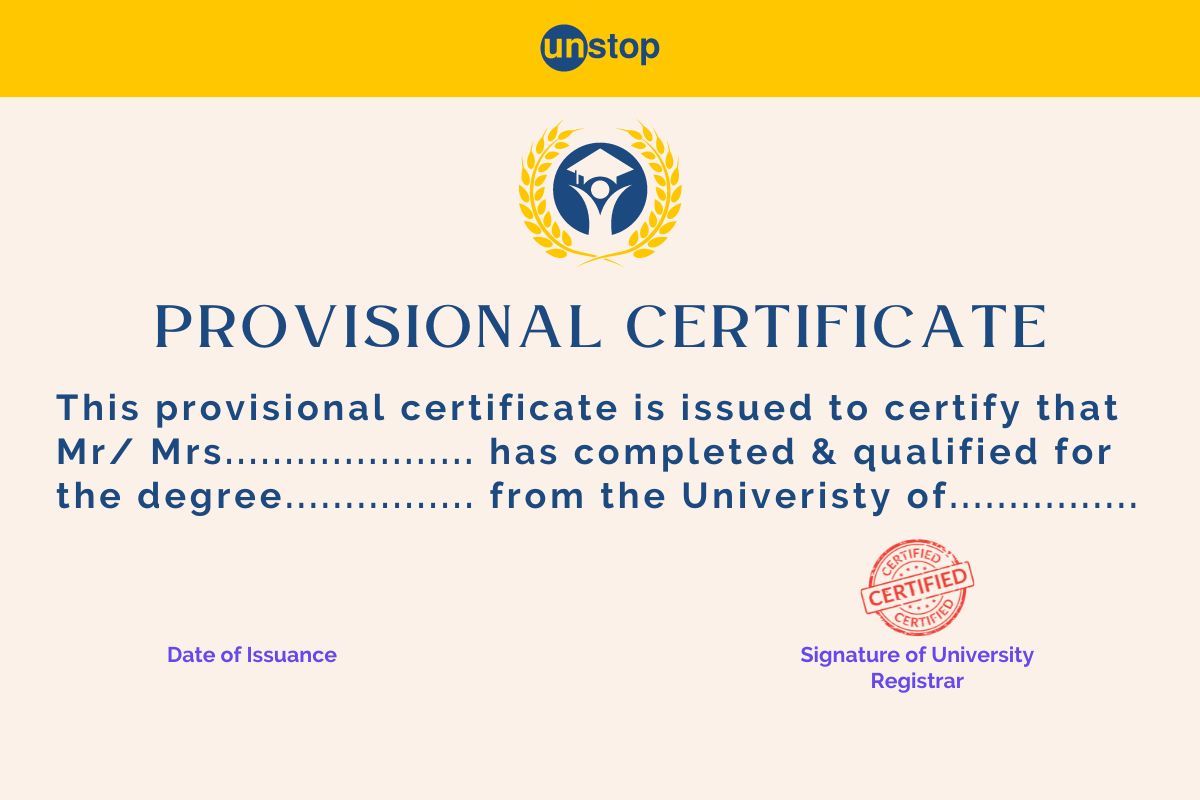 unstop
PROVISIONAL CERTIFICATE
This provisional certificate is issued to certify that
Mr/ Mrs..................... has completed & qualified for
the degree................ from the Univeristy of................
CERTIFIED
CERTIFIED
CERTIFIED
Date of Issuance
Signature of University
Registrar